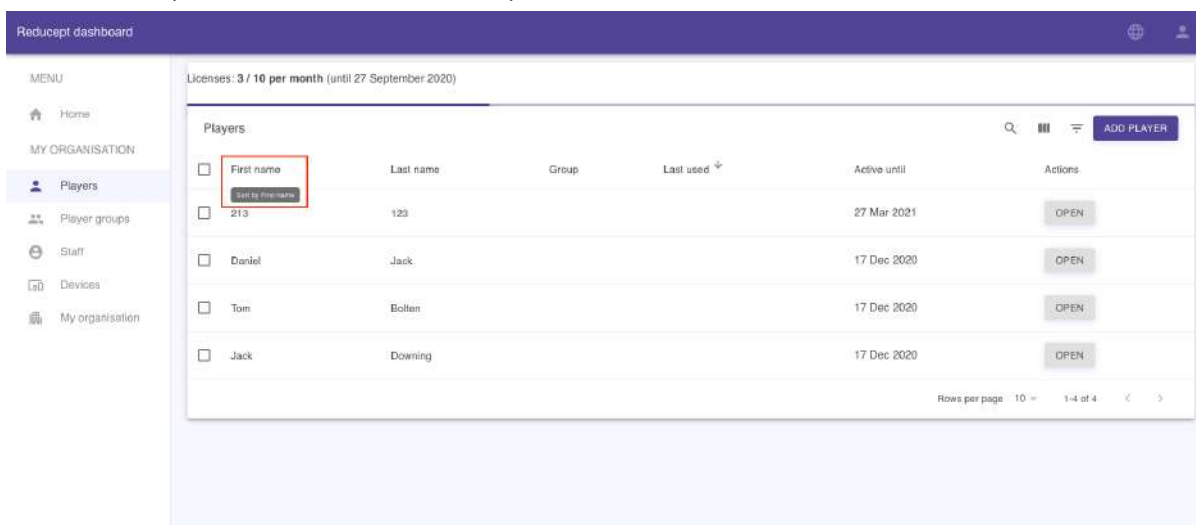 Reducept dashboard
MENU
Home
MY ORGANISATION
Players
Player groups
Staff
Devices
My organisation
Licenses: 3 / 10 per month (until 27 September 2020)
Players
ADD PLAYER
First name Last name Group Last used Active until Actions
Sort by First name
213 123 27 Mar 2021 OPEN
Daniel Jack 17 Dec 2020 OPEN
Tom Bolten 17 Dec 2020 OPEN
Jack Downing 17 Dec 2020 OPEN
Rows per page 10 1-4 of 4